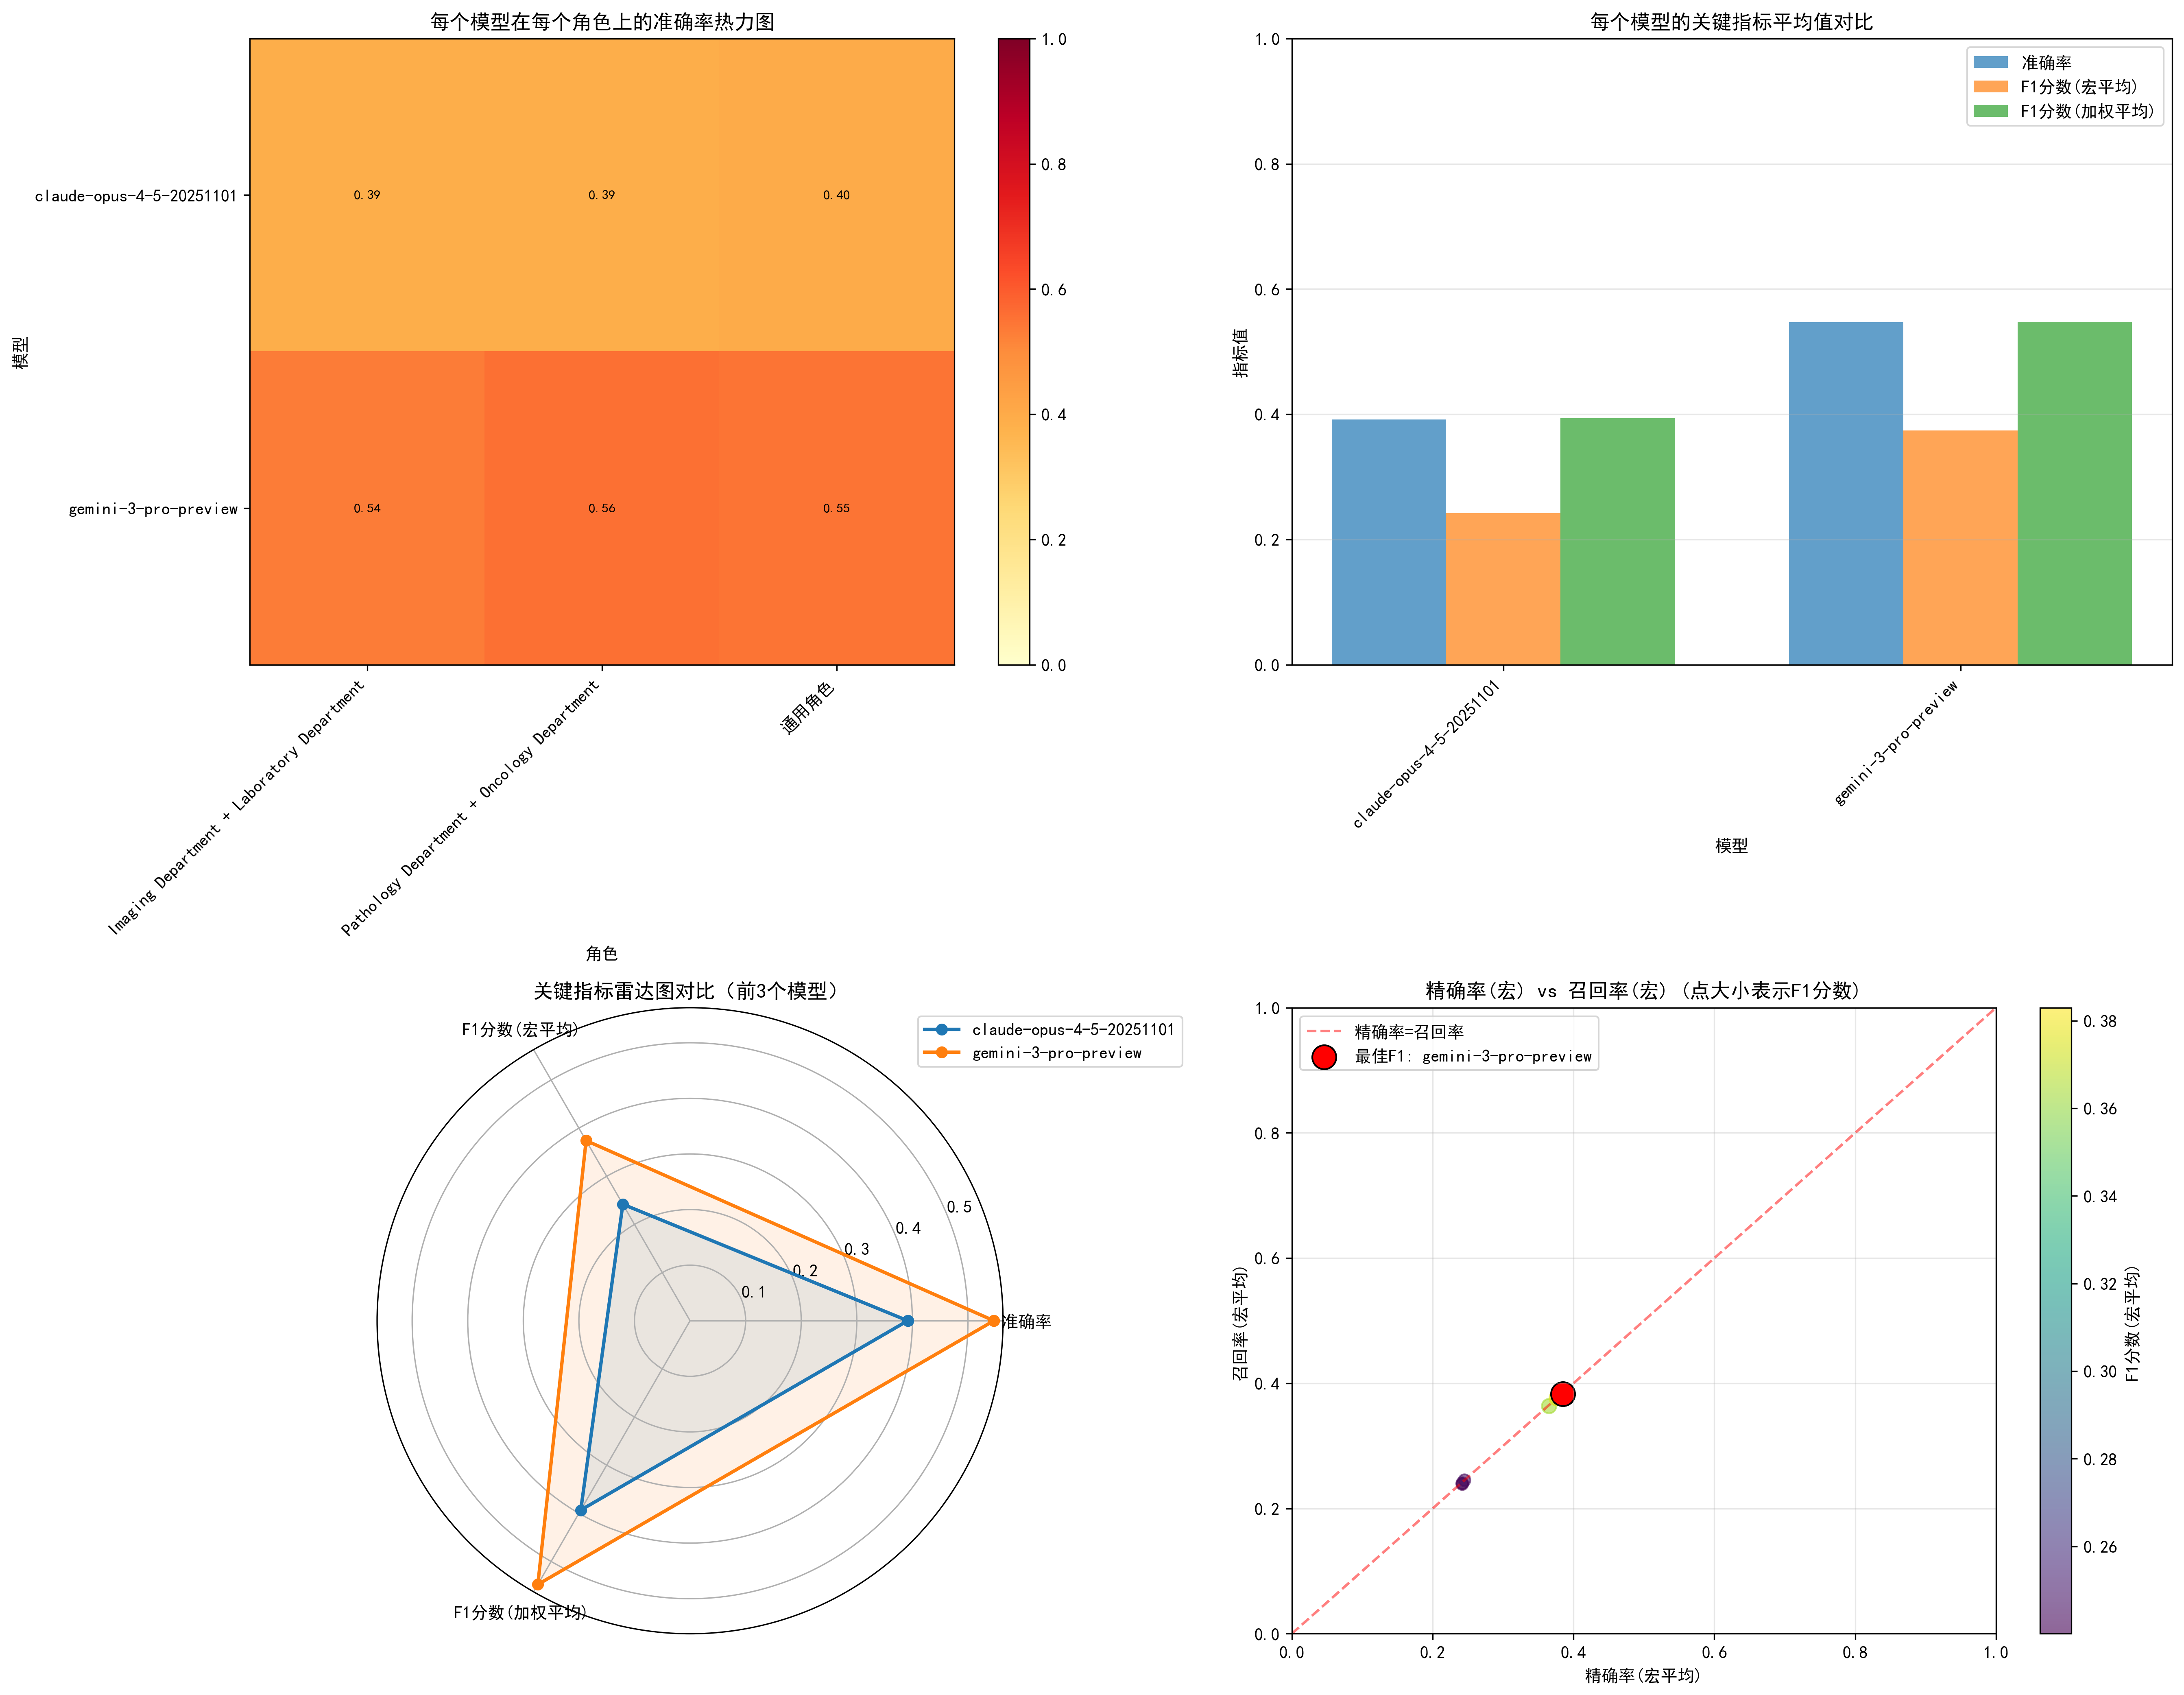 每个模型在每个角色上的准确率热力图
模型
claude-opus-4-5-20251101
gemini-3-pro-preview
0.39
0.39
0.40
0.54
0.56
0.55
Imaging Department + Laboratory Department
Pathology Department + Oncology Department
通用角色
角色
1.0
0.8
0.6
0.4
0.2
0.0
每个模型的关键指标平均值对比
准确率
F1分数(宏平均)
F1分数(加权平均)
指标值
1.0
0.8
0.6
0.4
0.2
0.0
claude-opus-4-5-20251101
gemini-3-pro-preview
模型
关键指标雷达图对比（前3个模型）
claude-opus-4-5-20251101
gemini-3-pro-preview
F1分数(宏平均)
准确率
F1分数(加权平均)
0.5
0.4
0.3
0.2
0.1
精确率(宏) vs 召回率(宏) (点大小表示F1分数)
精确率=召回率
最佳F1: gemini-3-pro-preview
召回率(宏平均)
1.0
0.8
0.6
0.4
0.2
0.0
0.0
0.2
0.4
0.6
0.8
1.0
精确率(宏平均)
0.38
0.36
0.34
0.32
0.30
0.28
0.26
F1分数(宏平均)